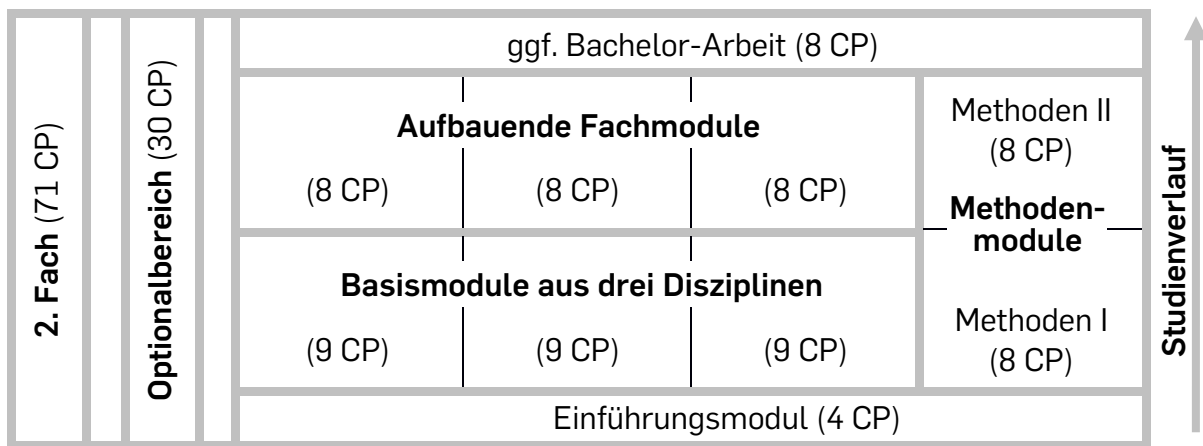 2. Fach (71 CP)
Optionalbereich (30 CP)
ggf. Bachelor-Arbeit (8 CP)
Aufbauende Fachmodule
(8 CP) (8 CP) (8 CP)
Methoden II
(8 CP)
Methoden-
module
Basismodule aus drei Disziplinen
(9 CP) (9 CP) (9 CP)
Methoden I
(8 CP)
Einführungsmodul (4 CP)
Studienverlauf